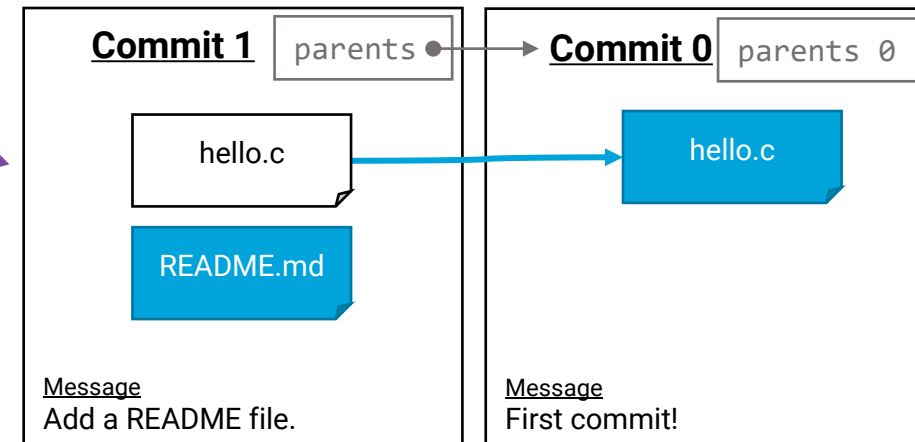 Commit 1
parents
hello.c
README.md
Message
Add a README file.
Commit 0
parents 0
hello.c
Message
First commit!